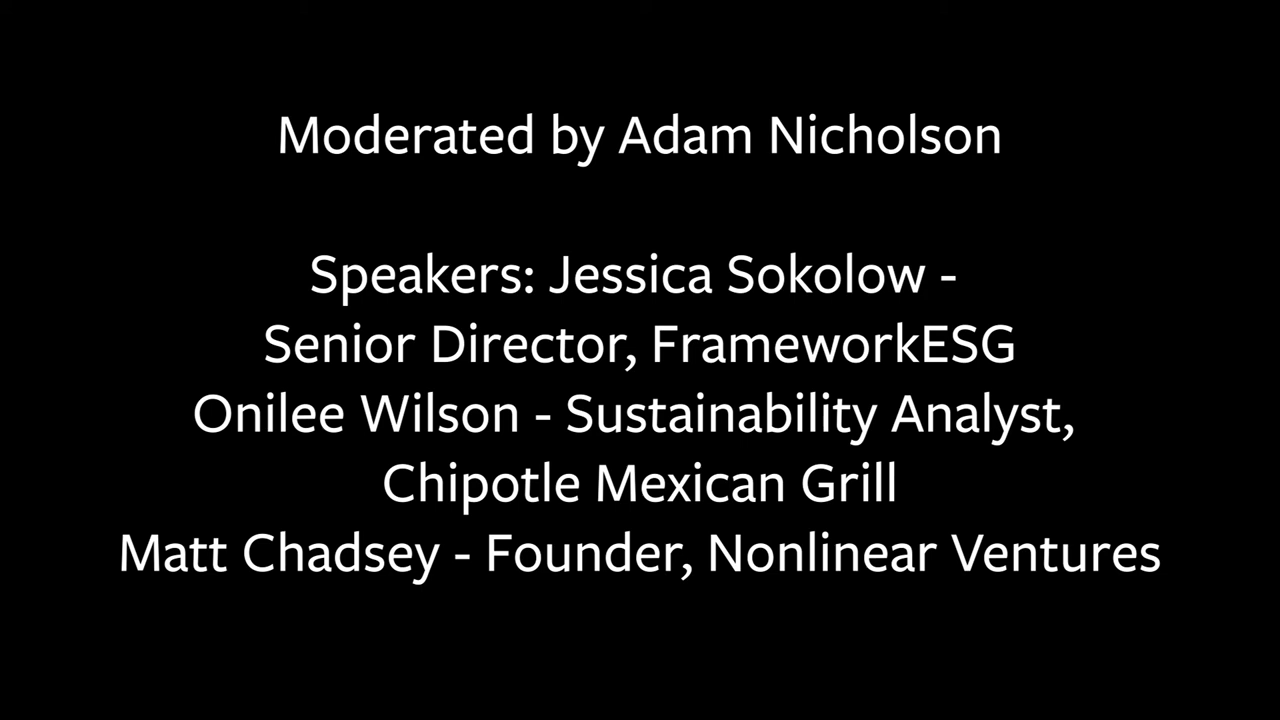 Moderated by Adam Nicholson
Speakers: Jessica Sokolow -
Senior Director, FrameworkESG
Onilee Wilson - Sustainability Analyst,
Chipotle Mexican Grill
Matt Chadsey - Founder, Nonlinear Ventures